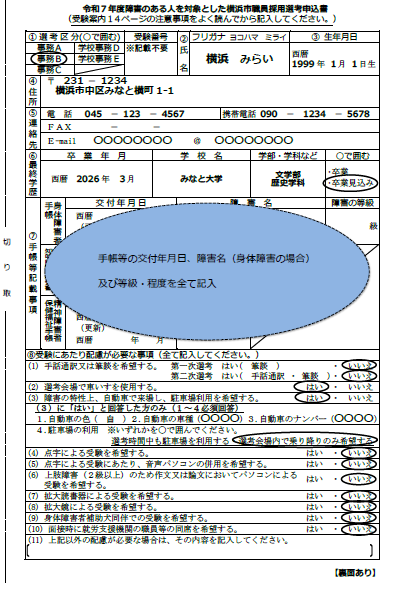 令和７年度障害のある人を対象とした横浜市職員採用選考申込書
（受験案内１４ページの注意事項をよく読んでから記入してください。）
①選考区分(○で囲む) 受験番号 ②氏名 フリガナ ヨコハマ ミライ ③ 生年月日
事務A 学校事務D ※記載不要 横浜 みらい 西暦
事務B 学校事務E 1999 年 1 月 1 日生
事務C
④住所 〒 231 － 1234
横浜市中区みなと横町 1-1
⑤連絡先 電 話 045 － 123 － 4567 携帯電話 090 － 1234 － 5678
ＦＡＸ － －
E-mail 〇〇〇〇〇〇〇〇 @ 〇〇〇〇〇〇〇〇
⑥最終学歴 卒 業 年 月 学 校 名 学部・学科など ○で囲む
西暦 2026 年 3 月 みなと大学 文学部 歴史学科 ・卒業
・卒業見込み
⑦手帳等記載事項 交付年月日 障 害 名 障害の等級
身体障害者手帳 西暦 級
手帳等の交付年月日、障害名（身体障害の場合）
及び等級・程度を全て記入
精神障害者保健福祉手帳 西暦
（更新） 年 月
切 り 取
⑧受験にあたり配慮が必要な事項（全て記入してください。）
(1) 手話通訳又は筆談を希望する。 第一次選考 はい（ 筆談 ） ・ いいえ
第二次選考 はい（ 手話通訳 ・ 筆談 ） ・ いいえ
(2) 選考会場で車いすを使用する。 はい ・ いいえ
(3) 障害の特性上、自動車で来場し、駐車場利用を希望する。 はい ・ いいえ
（３）に「はい」と回答した方のみ（１～４必須回答）
１.自動車の色（ 白 ）２.自動車の車種（〇〇〇〇）３.自動車のナンバー（〇〇〇〇）
４.駐車場の利用 ※いずれかを○で囲んでください。
選考時間中も駐車場を利用する・選考会場内で乗り降りのみ希望する
(4) 点字による受験を希望する。 はい ・ いいえ
(5) 点字による受験にあたり、音声パソコンの併用を希望する。 はい ・ いいえ
(6) 上肢障害（２級以上）のため作文又は論文においてパソコンによる
受験を希望する。 はい ・ いいえ
(7) 拡大読書器による受験を希望する。 はい ・ いいえ
(8) 拡大鏡による受験を希望する。 はい ・ いいえ
(9) 身体障害者補助犬同伴での受験を希望する。 はい ・ いいえ
(10) 面接時に就労支援機関の職員等の同席を希望する。 はい ・ いいえ
(11) 上記以外の配慮が必要な場合は、その内容を記入してください。
【裏面あり】